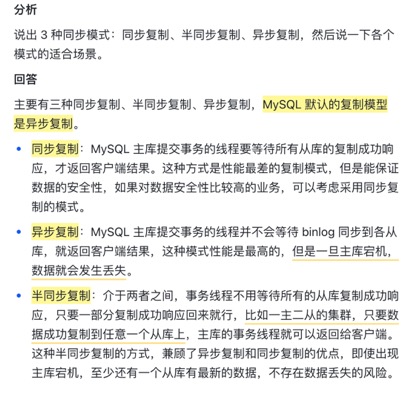 分析
说出 3 种同步模式：同步复制、半同步复制、异步复制，然后说一下各个
模式的适合场景。
回答
主要有三种同步复制、半同步复制、异步复制，MySQL 默认的复制模型
是异步复制。
同步复制：MySQL 主库提交事务的线程要等待所有从库的复制成功响
应，才返回客户端结果。这种方式是性能最差的复制模式，但是能保证
数据的安全性，如果对数据安全性比较高的业务，可以考虑采用同步复
制的模式。
异步复制：MySQL 主库提交事务的线程并不会等待 binlog 同步到各从
库，就返回客户端结果，这种模式性能是最高的，但是一旦主库宕机，
数据就会发生丢失。
半同步复制：介于两者之间，事务线程不用等待所有的从库复制成功响
应，只要一部分复制成功响应回来就行，比如一主二从的集群，只要数
据成功复制到任意一个从库上，主库的事务线程就可以返回给客户端。
这种半同步复制的方式，兼顾了异步复制和同步复制的优点，即使出现
主库宕机，至少还有一个从库有最新的数据，不存在数据丢失的风险。